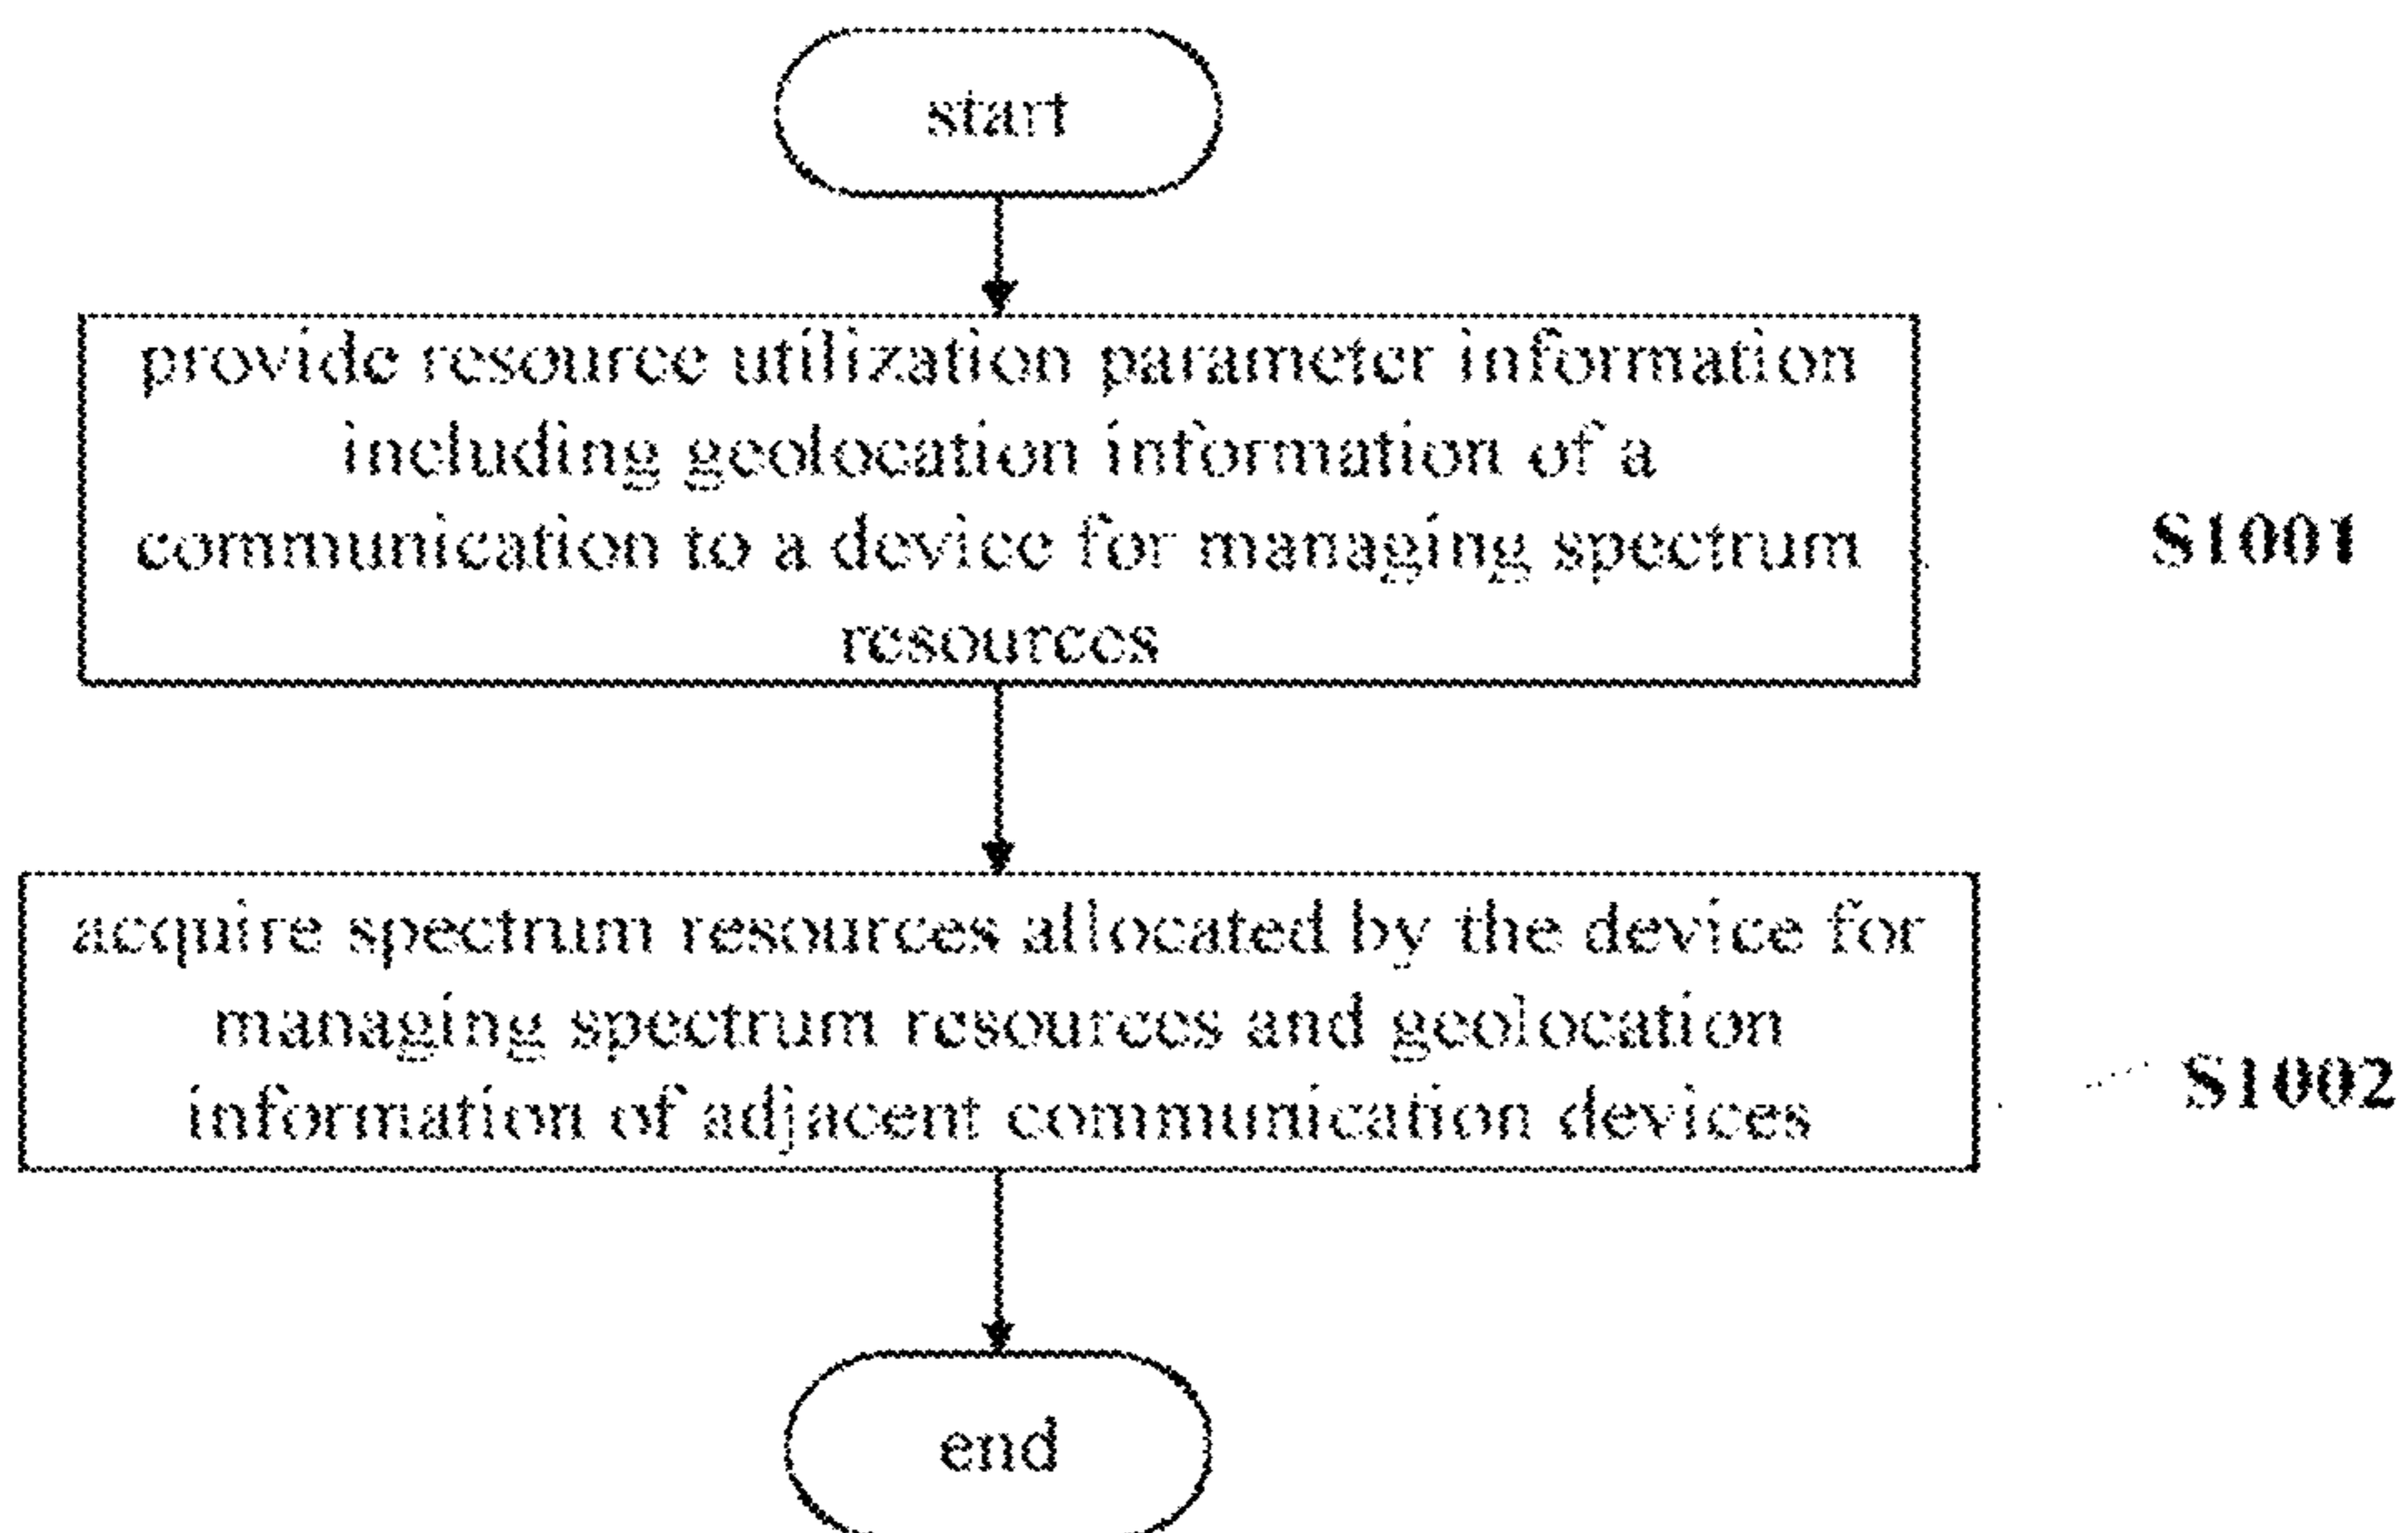 start
provide resource utilization parameter information
including geolocation information of a
communication to a device for managing spectrum
resources
S1001
acquire spectrum resources allocated by the device for
managing spectrum resources and geolocation
information of adjacent communication devices
S1002
end